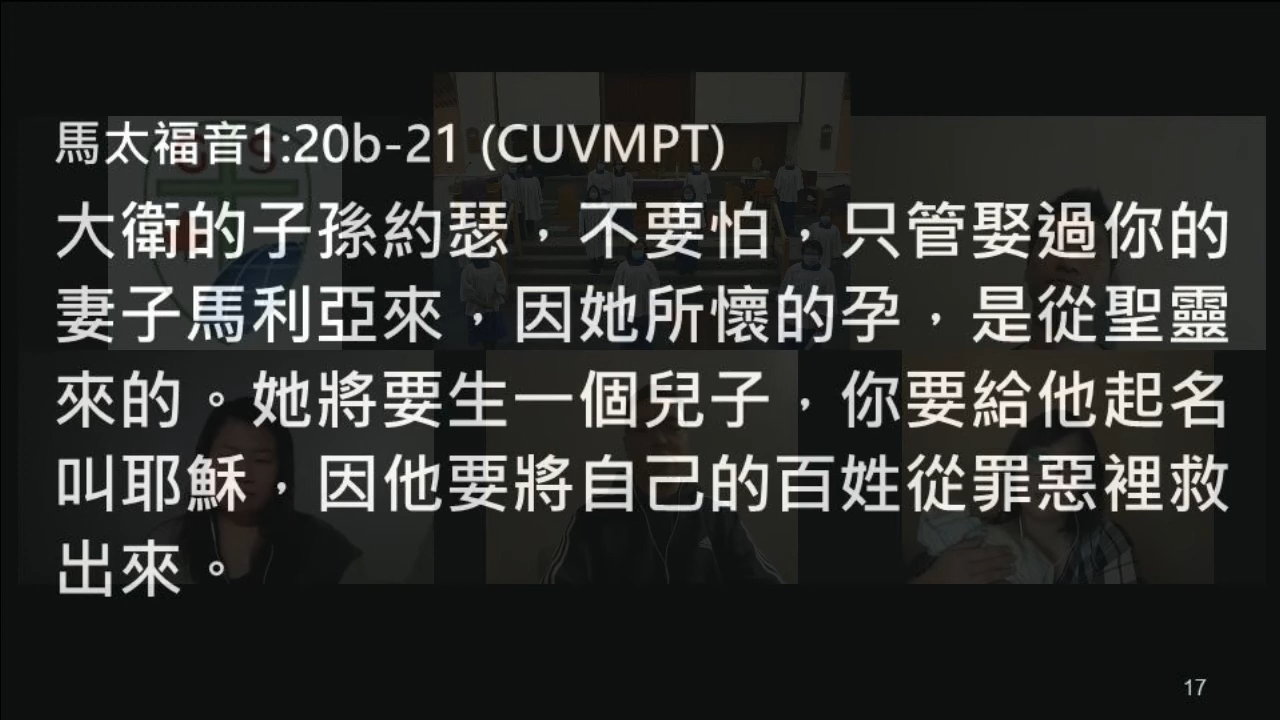 馬太福音1:20b-21 (CUVMPT)
大衛的子孫約瑟，不要怕，只管娶過你的
妻子馬利亞來，因她所懷的孕，是從聖靈
來的。她將要生一個兒子，你要給他起名
叫耶穌，因他要將自己的百姓從罪惡裡救
出來。
17